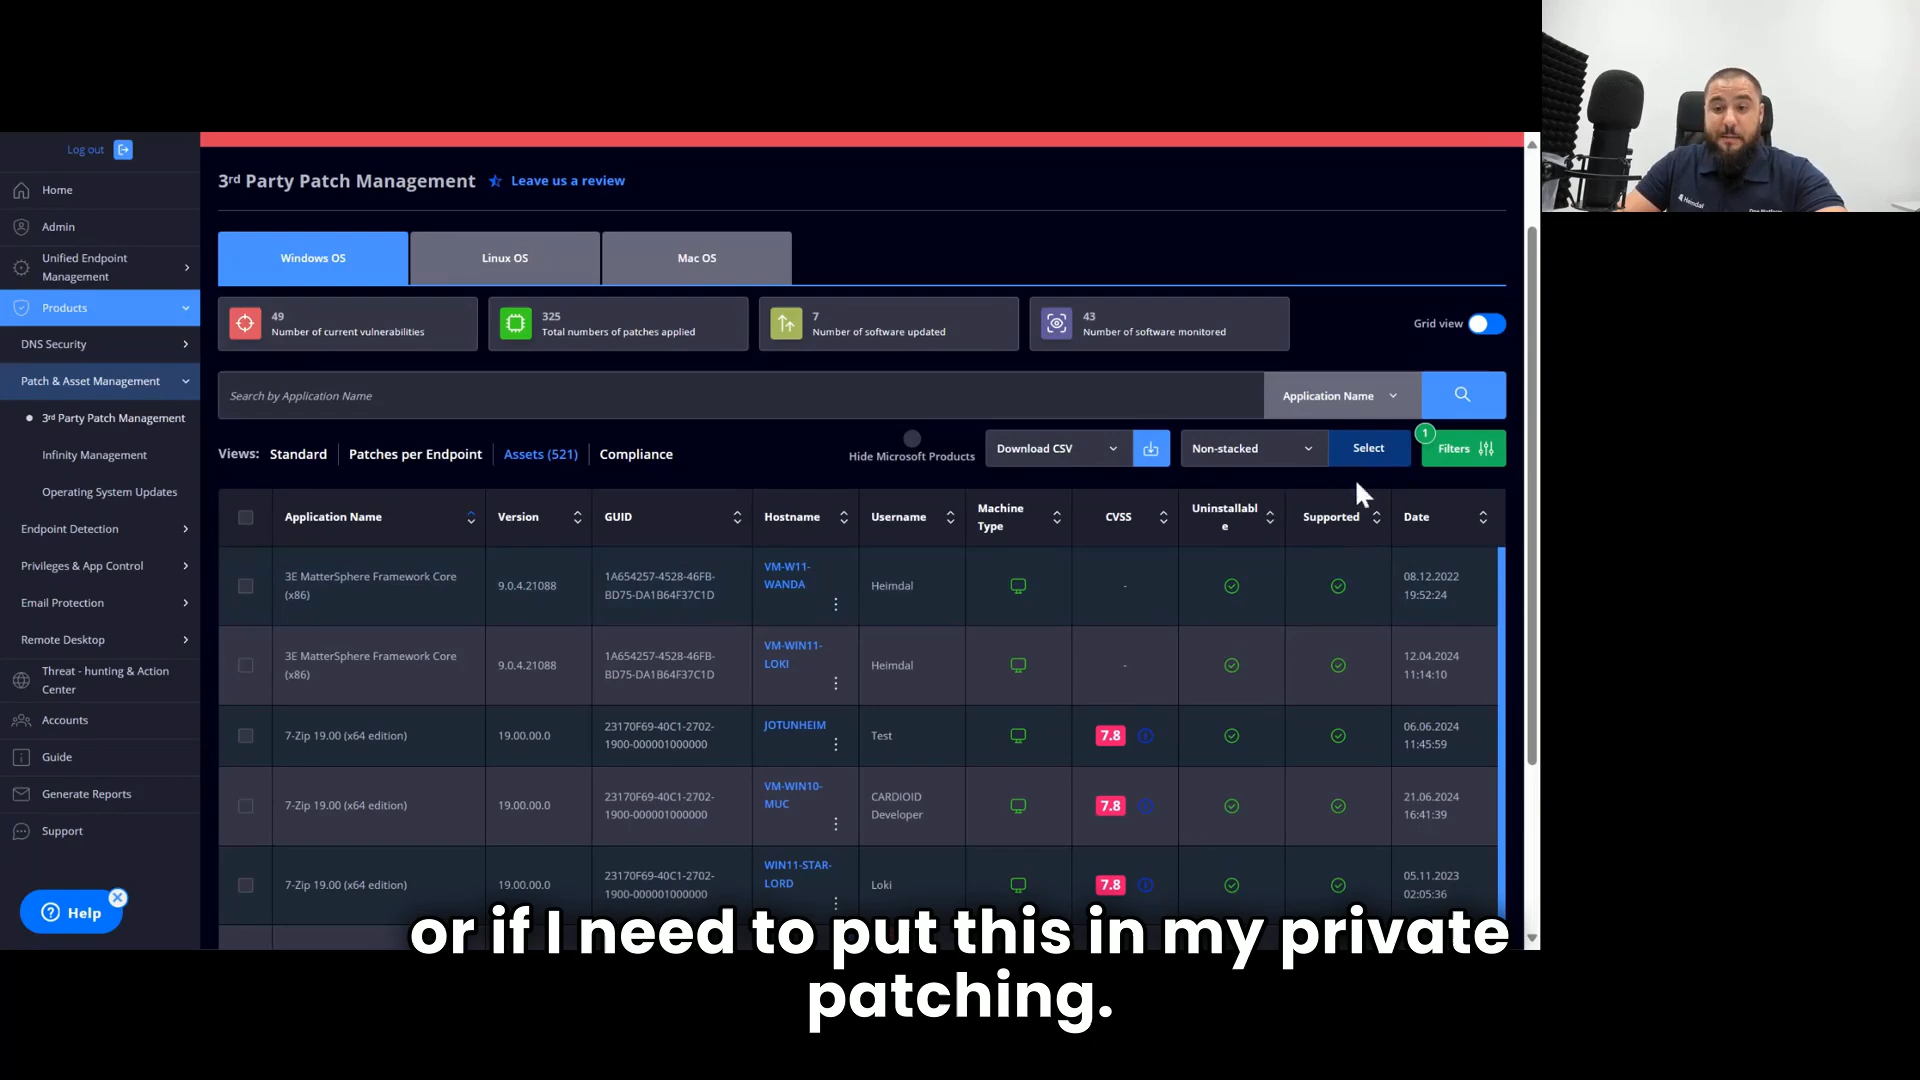 Log out
Home
Admin
Unified Endpoint
Management
Products
DNS Security
Patch & Asset Management
3rd Party Patch Management
Infinity Management
Operating System Updates
Endpoint Detection
Privileges & App Control
Email Protection
Remote Desktop
Threat - hunting & Action
Center
Accounts
Guide
Generate Reports
Support
Help
3rd Party Patch Management
Leave us a review
Windows OS
Linux OS
Mac OS
49
Number of current vulnerabilities
325
Total numbers of patches applied
7
Number of software updated
43
Number of software monitored
Grid view
Search by Application Name
Application Name
Views: Standard Patches per Endpoint Assets (521) Compliance
Hide Microsoft Products
Download CSV
Non-stacked
Select
1
Filters
Application Name Version GUID Hostname Username Machine Type CVSS Uninstallabl e Supported Date
3E MatterSphere Framework Core
(x86)
9.0.4.21088
1A654257-4528-46FB-
BD75-DA1B64F37C1D
VM-W11-
WANDA
Heimdal
-
08.12.2022
19:52:24
3E MatterSphere Framework Core
(x86)
9.0.4.21088
1A654257-4528-46FB-
BD75-DA1B64F37C1D
VM-WIN11-
LOKI
Heimdal
-
12.04.2024
11:14:10
7-Zip 19.00 (x64 edition)
19.00.00.0
23170F69-40C1-2702-
1900-000001000000
JOTUNHEIM
Test
7.8
06.06.2024
11:45:59
7-Zip 19.00 (x64 edition)
19.00.00.0
23170F69-40C1-2702-
1900-000001000000
VM-WIN10-
MUC
CARDIOID
Developer
7.8
21.06.2024
16:41:39
7-Zip 19.00 (x64 edition)
19.00.00.0
23170F69-40C1-2702-
1900-000001000000
WIN11-STAR-
LORD
Loki
7.8
05.11.2023
02:05:36
Heimdal
or if I need to put this in my private
patching.